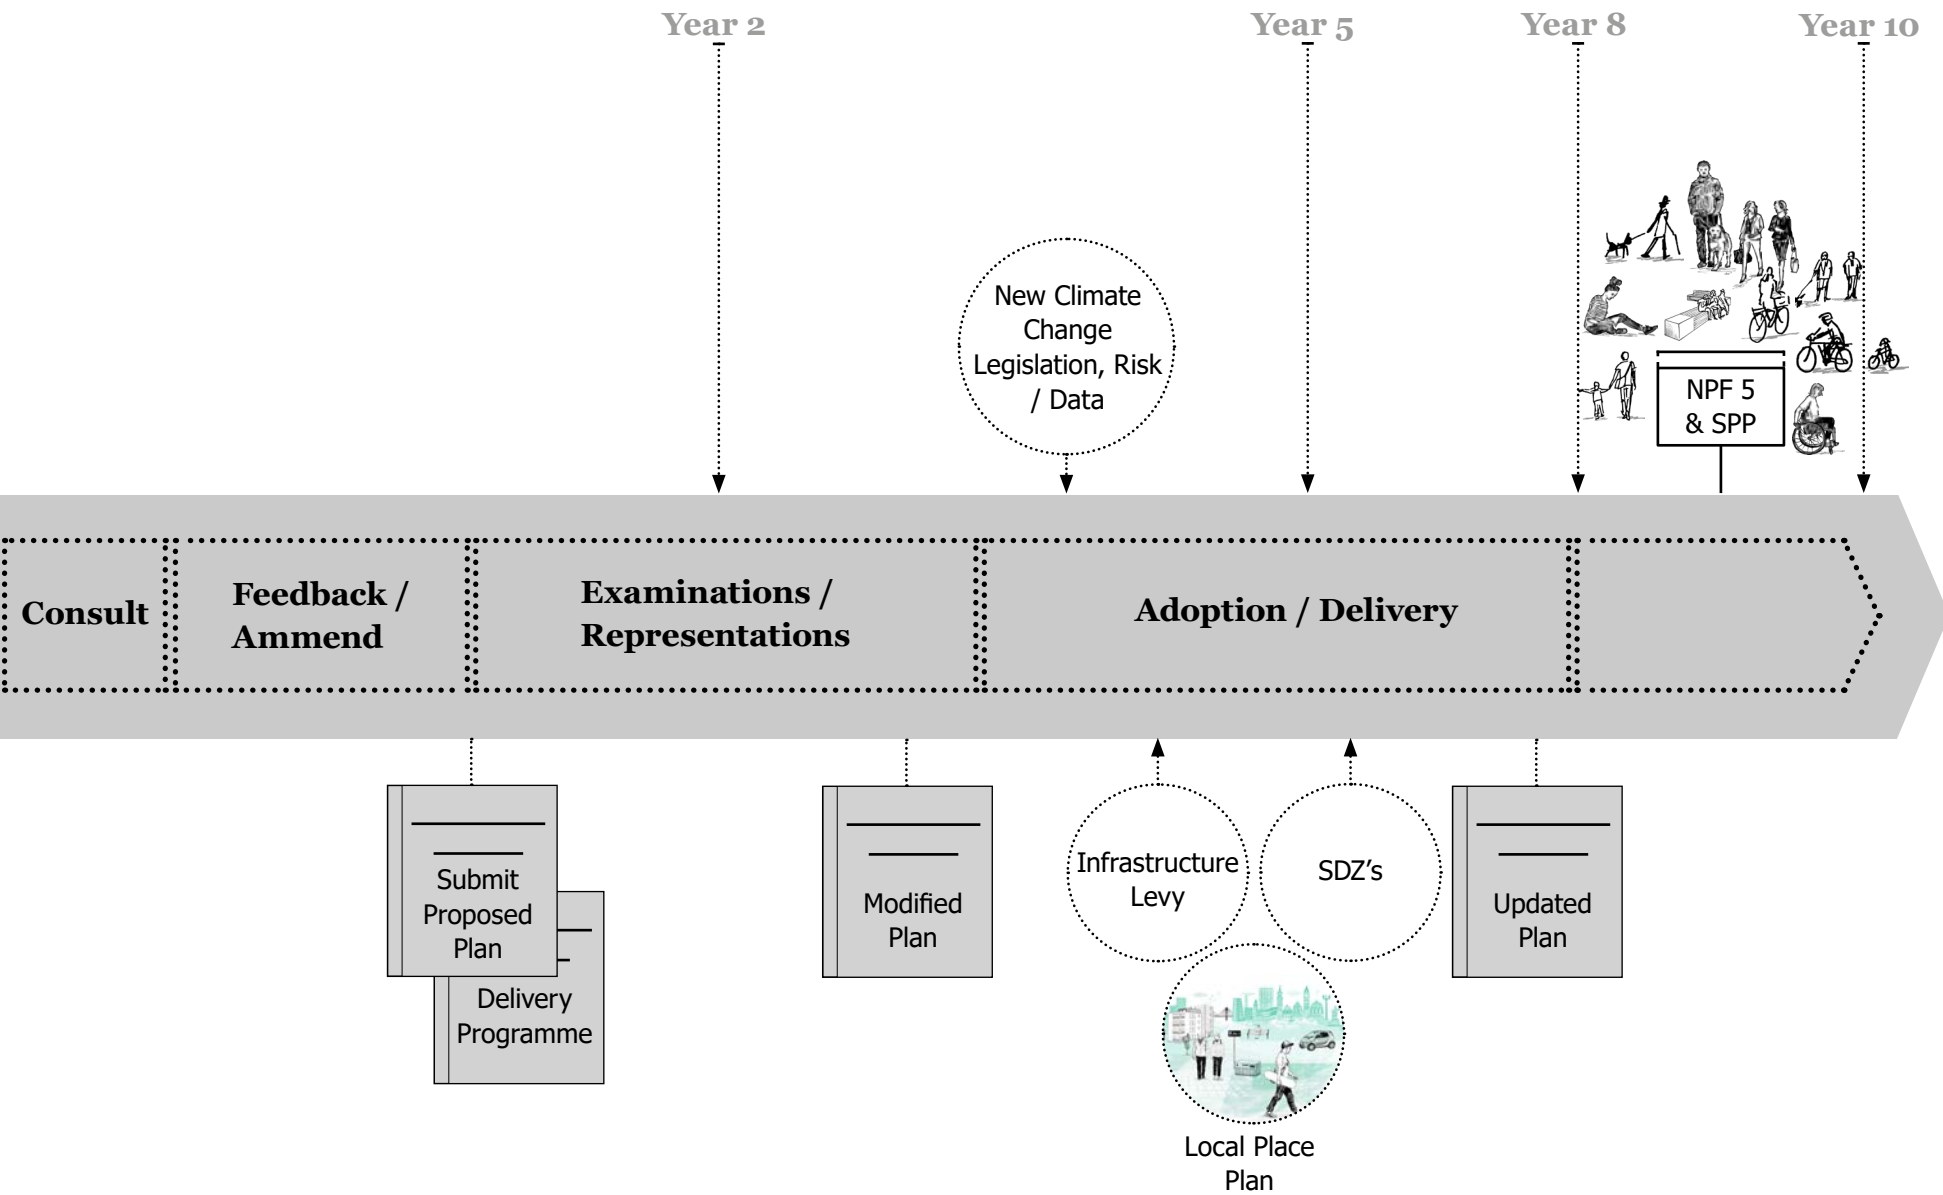 Year 2
Year 5
Year 8
Year 10
New Climate
Change
Legislation, Risk
/ Data
NPF 5
& SPP
Consult
Feedback /
Ammend
Examinations /
Representations
Adoption / Delivery
Submit
Proposed
Plan
Delivery
Programme
Modified
Plan
Infrastructure
Levy
SDZ's
Local Place
Plan
Updated
Plan